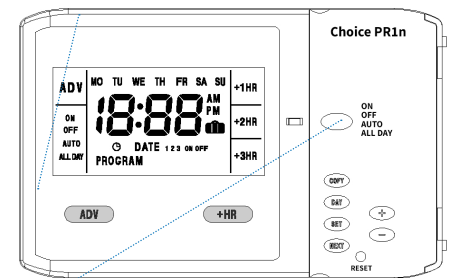 Choice PR1n
MO TU WE TH FR SA SU
ADV
18:88
AM
PM
+1HR
ON
OFF
AUTO
ALL DAY
+2HR
DATE 1 2 3 ON OFF
PROGRAM
+3HR
ON
OFF
AUTO
ALL DAY
ADV
+HR
COPY
DAY
SET
NEXT
+
−
RESET